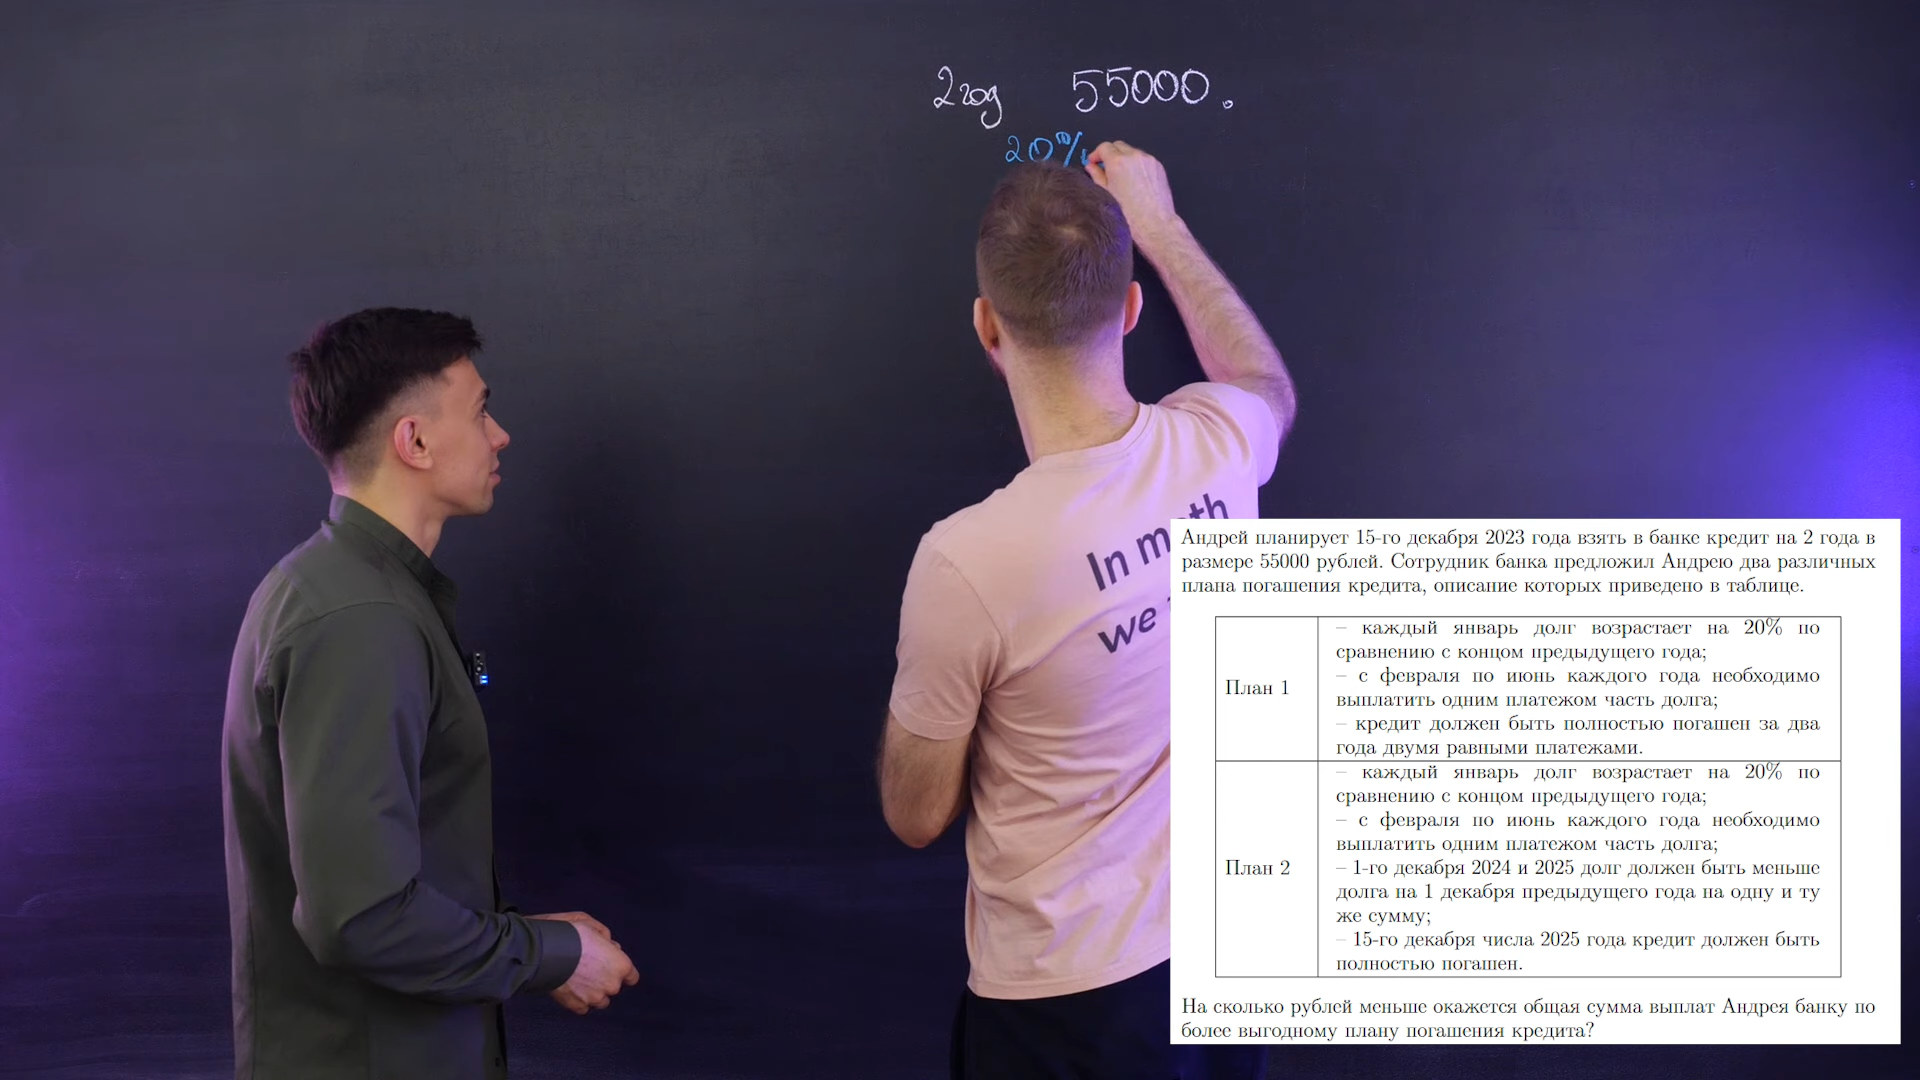 2 год 55000.
20%
In math
we
Андрей планирует 15-го декабря 2023 года взять в банке кредит на 2 года в
размере 55000 рублей. Сотрудник банка предложил Андрею два различных
плана погашения кредита, описание которых приведено в таблице.
План 1
– каждый январь долг возрастает на 20% по
сравнению с концом предыдущего года;
– с февраля по июнь каждого года необходимо
выплатить одним платежом часть долга;
– кредит должен быть полностью погашен за два
года двумя равными платежами.
План 2
– каждый январь долг возрастает на 20% по
сравнению с концом предыдущего года;
– с февраля по июнь каждого года необходимо
выплатить одним платежом часть долга;
– 1-го декабря 2024 и 2025 долг должен быть меньше
долга на 1 декабря предыдущего года на одну и ту
же сумму;
– 15-го декабря числа 2025 года кредит должен быть
полностью погашен.
На сколько рублей меньше окажется общая сумма выплат Андрея банку по
более выгодному плану погашения кредита?